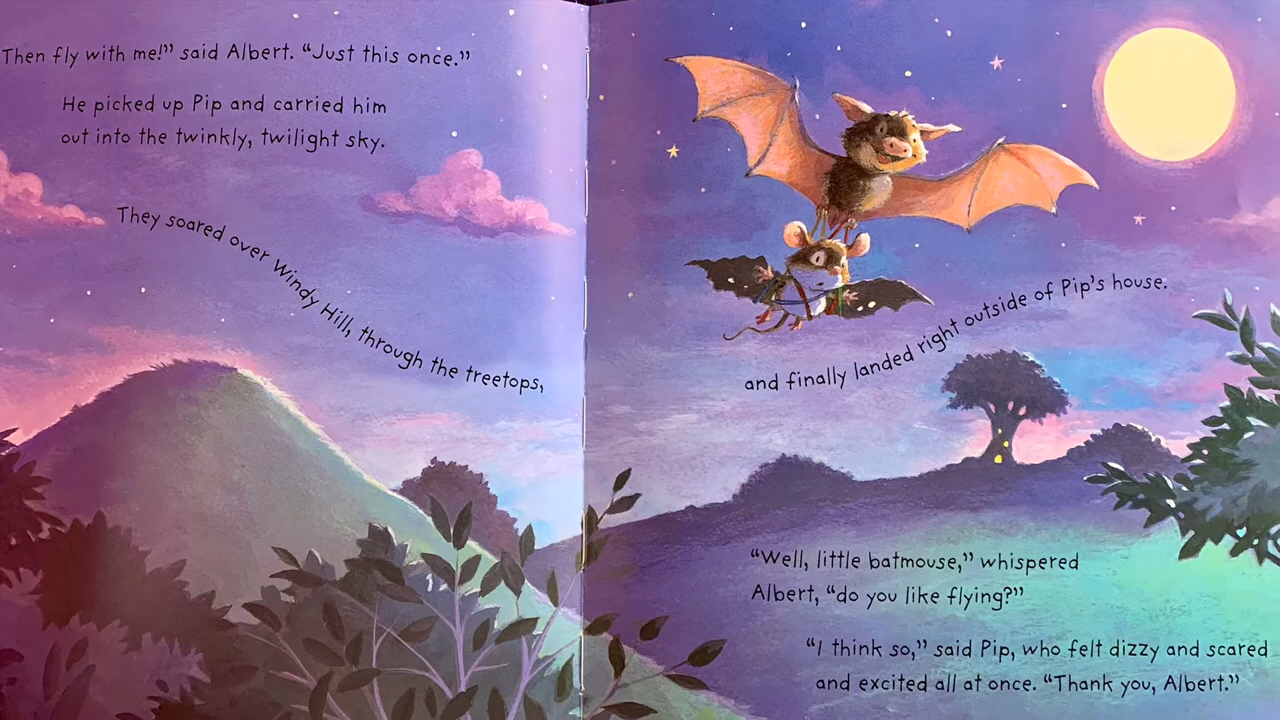 Then fly with me!” said Albert. “Just this once.”
He picked up Pip and carried him
out into the twinkly, twilight sky.
They soared over Windy Hill, through the treetops,
and finally landed right outside of Pip’s house.
“Well, little batmouse,” whispered
Albert, “do you like flying?”
“I think so,” said Pip, who felt dizzy and scared
and excited all at once. “Thank you, Albert.”